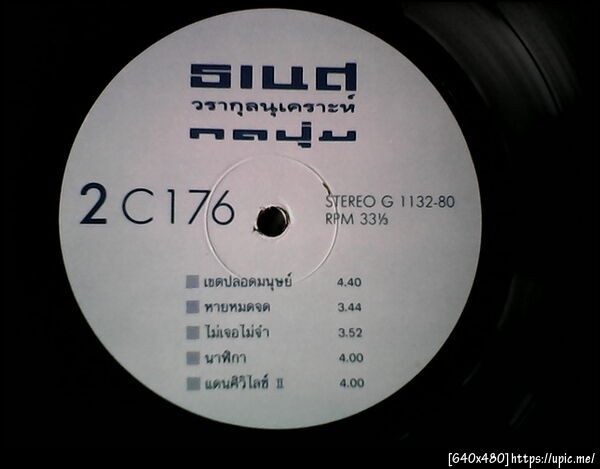 ธเนศ
วรากุลนุเคราะห์
กดปุ่ม
2 C 176
STEREO G 1132-80
RPM 33⅓
เขตปลอดมนุษย์ 4.40
หายหมดจด 3.44
ไม่เจอไม่จำ 3.52
นาฬิกา 4.00
แดนศิวิไลซ์ II 4.00
[640x480]https://upic.me/